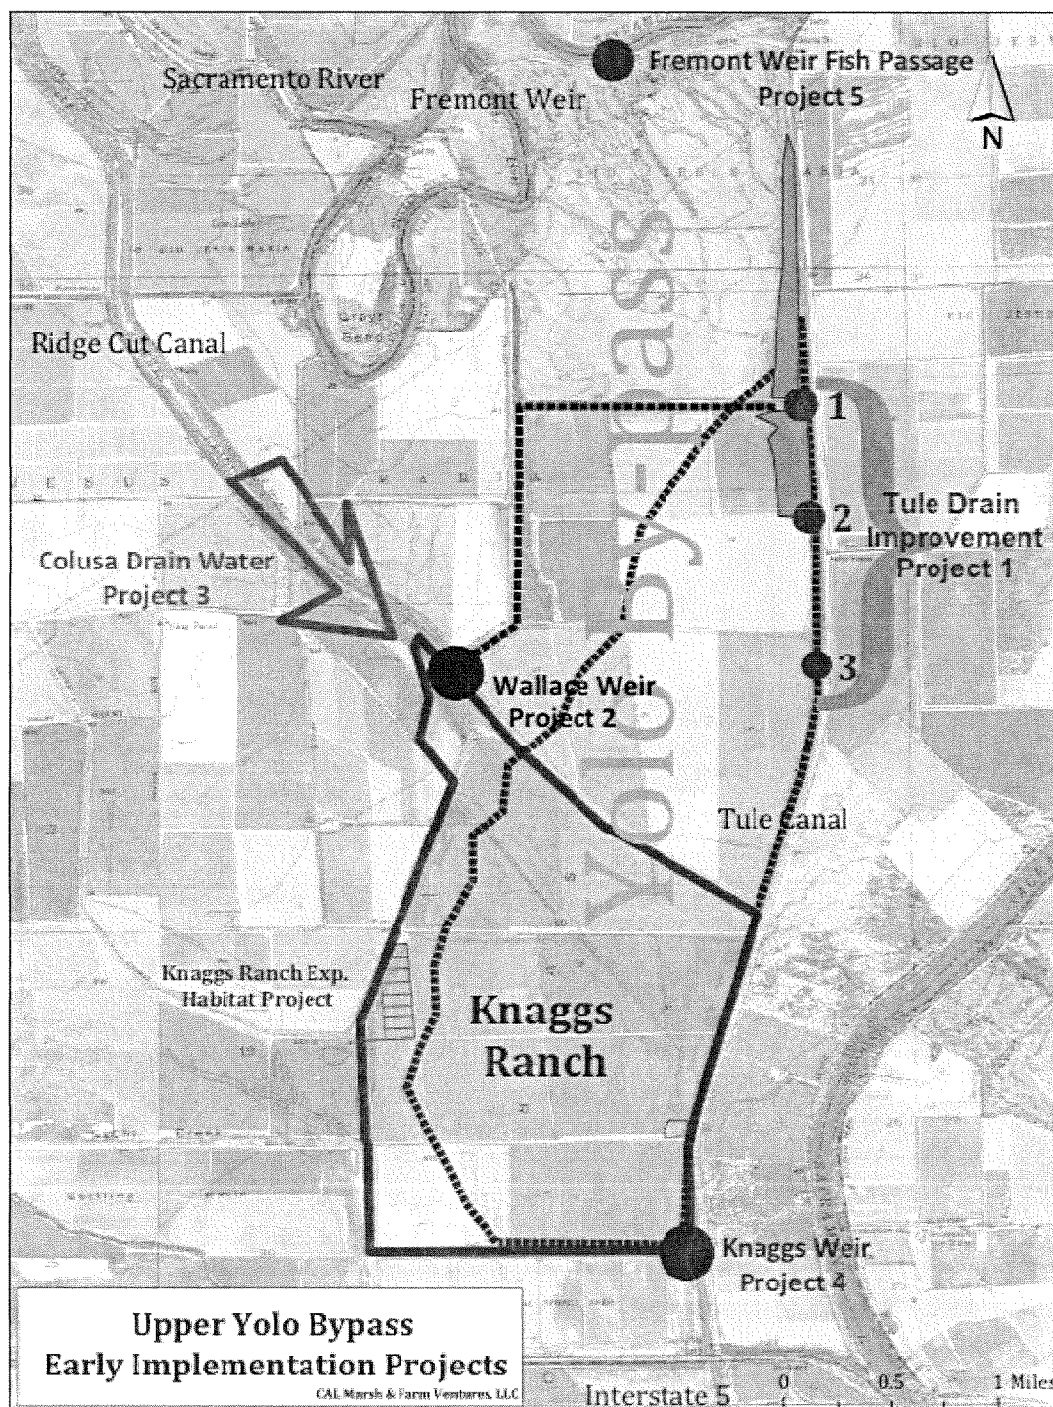 Sacramento River
Fremont Weir
Fremont Weir Fish Passage
Project 5
N
Ridge Cut Canal
Yolo By-pass
1
2
3
Tule Drain
Improvement
Project 1
Colusa Drain Water
Project 3
Wallace Weir
Project 2
Tule Canal
Knaggs Ranch Exp.
Habitat Project
Knaggs
Ranch
Knaggs Weir
Project 4
Upper Yolo Bypass
Early Implementation Projects
CAL Marsh & Farm Ventures, LLC
Interstate 5
0 0.5 1 Miles